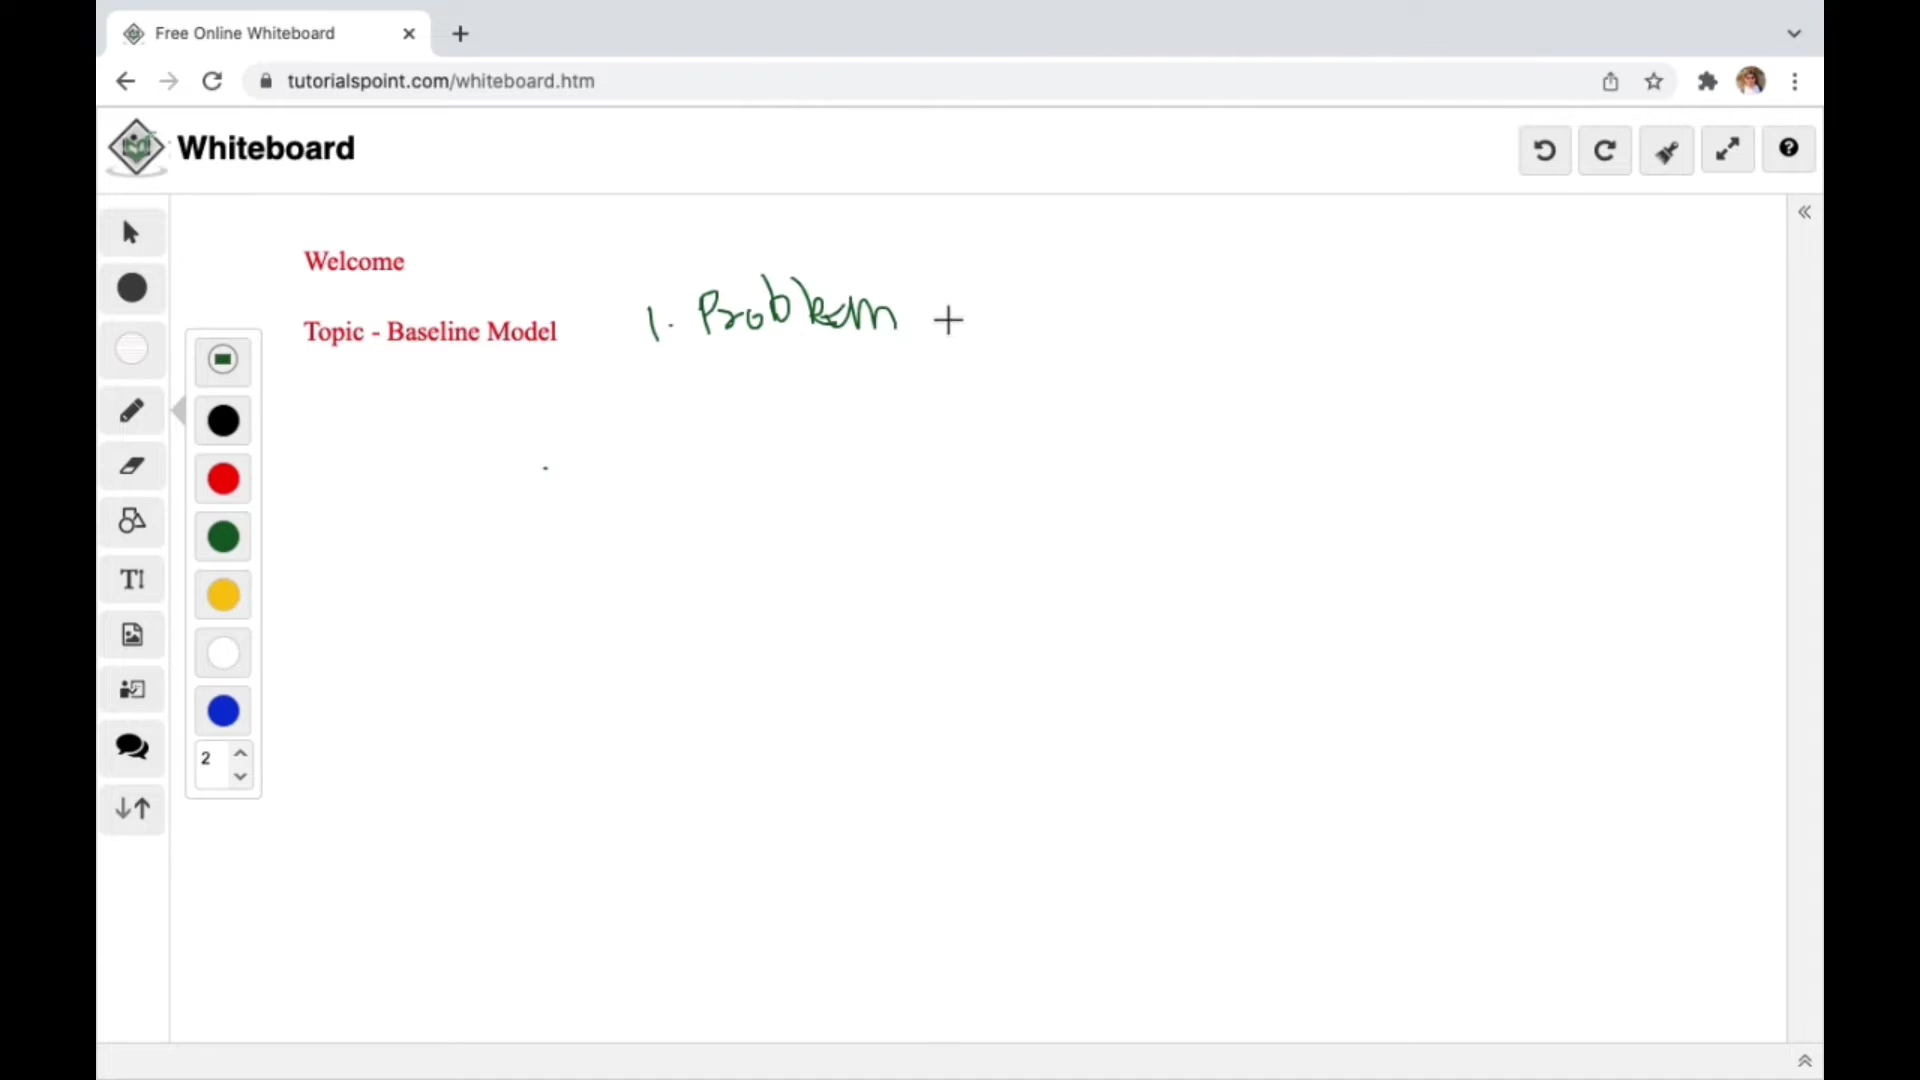 Free Online Whiteboard
tutorialspoint.com/whiteboard.htm
Whiteboard
Welcome
Topic - Baseline Model
1. Problem
TI
2